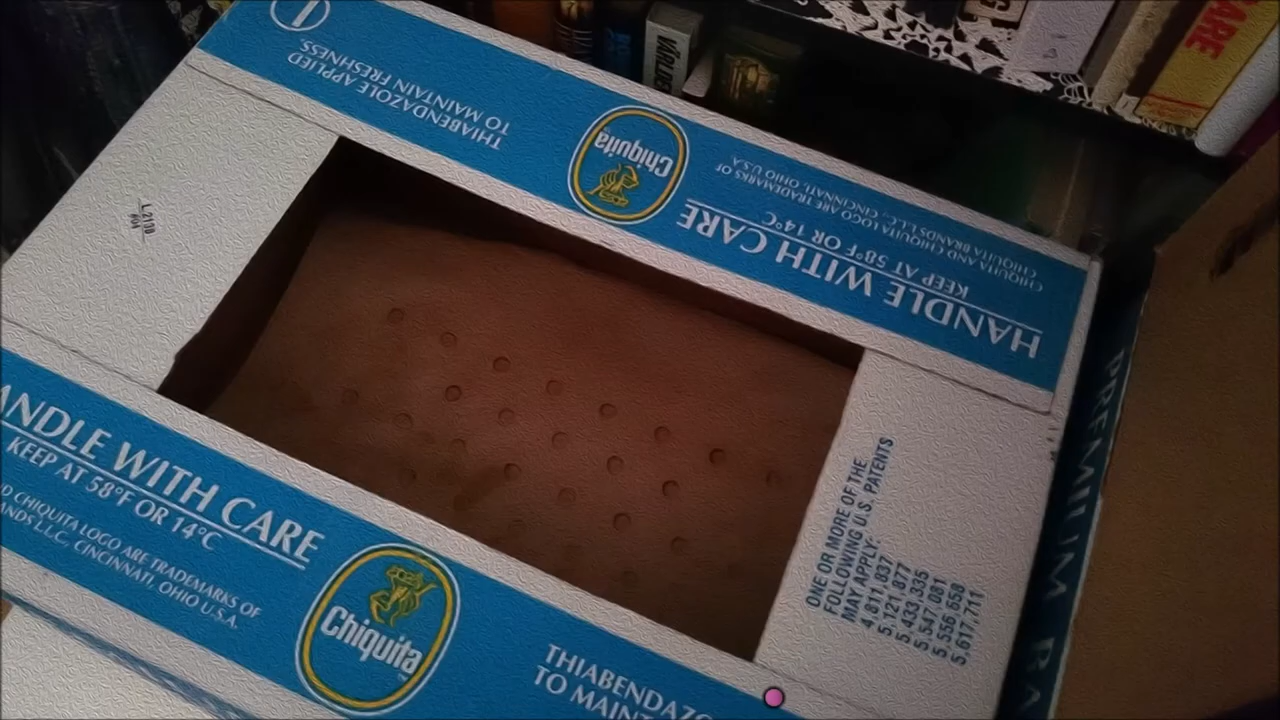 THIABENDAZOLE APPLIED
TO MAINTAIN FRESHNESS.
Chiquita
HANDLE WITH CARE
KEEP AT 58°F OR 14°C
CHIQUITA AND CHIQUITA LOGO ARE TRADEMARKS OF
CHIQUITA BRANDS L.L.C., CINCINNATI, OHIO U.S.A.
ANDLE WITH CARE
KEEP AT 58°F OR 14°C
D CHIQUITA LOGO ARE TRADEMARKS OF
ANDS L.L.C, CINCINNATI, OHIO U.S.A.
Chiquita
THIABENDAZO
TO MAINT
ONE OR MORE OF THE
FOLLOWING U.S. PATENTS
MAY APPLY:
4,811,837
5,121,877
5,433,335
5,547,081
5,556,658
5,617,711
PREMIUM